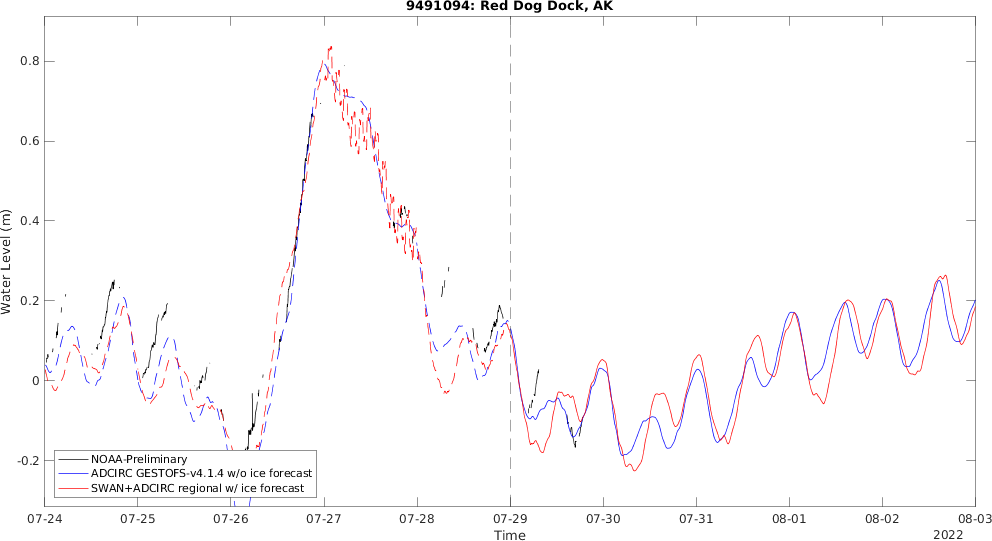 9491094: Red Dog Dock, AK
Water Level (m)
0.8
0.6
0.4
0.2
0
-0.2
NOAA-Preliminary
ADCIRC GESTOFS-v4.1.4 w/o ice forecast
SWAN+ADCIRC regional w/ ice forecast
07-24 07-25 07-26 07-27 07-28 07-29 07-30 07-31 08-01 08-02 08-03
Time
2022